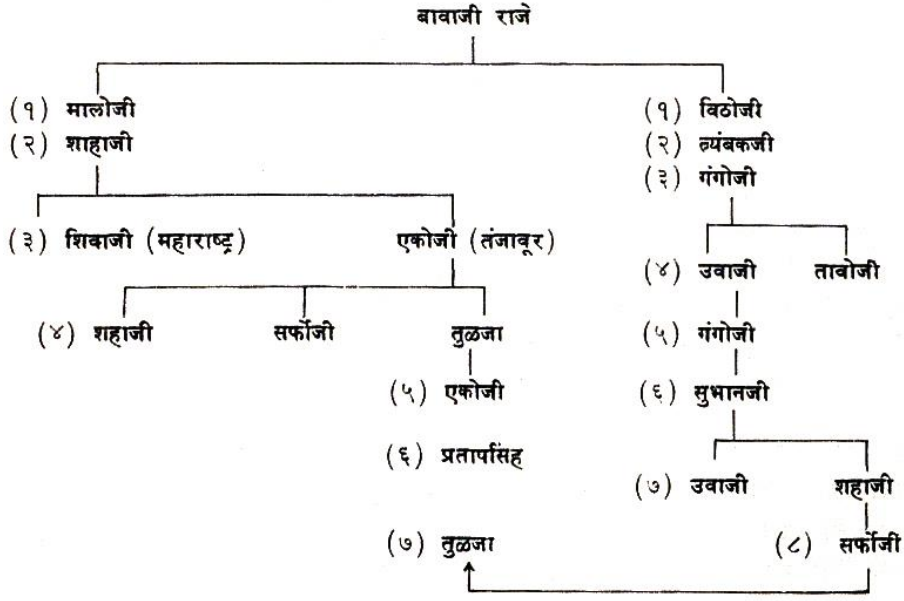 बावाजी राजे
(१) मालोजी (१) विठोजी
(२) शाहाजी (२) त्र्यंबकजी
(३) गंगोजी
(३) शिवाजी (महाराष्ट्र) एकोजी (तंजावूर)
(४) उवाजी तावोजी
(४) शहाजी सर्फोजी तुळजा (५) गंगोजी
(५) एकोजी (६) सुभानजी
(६) प्रतापसिंह
(७) उवाजी शहाजी
(७) तुळजा (८) सर्फोजी